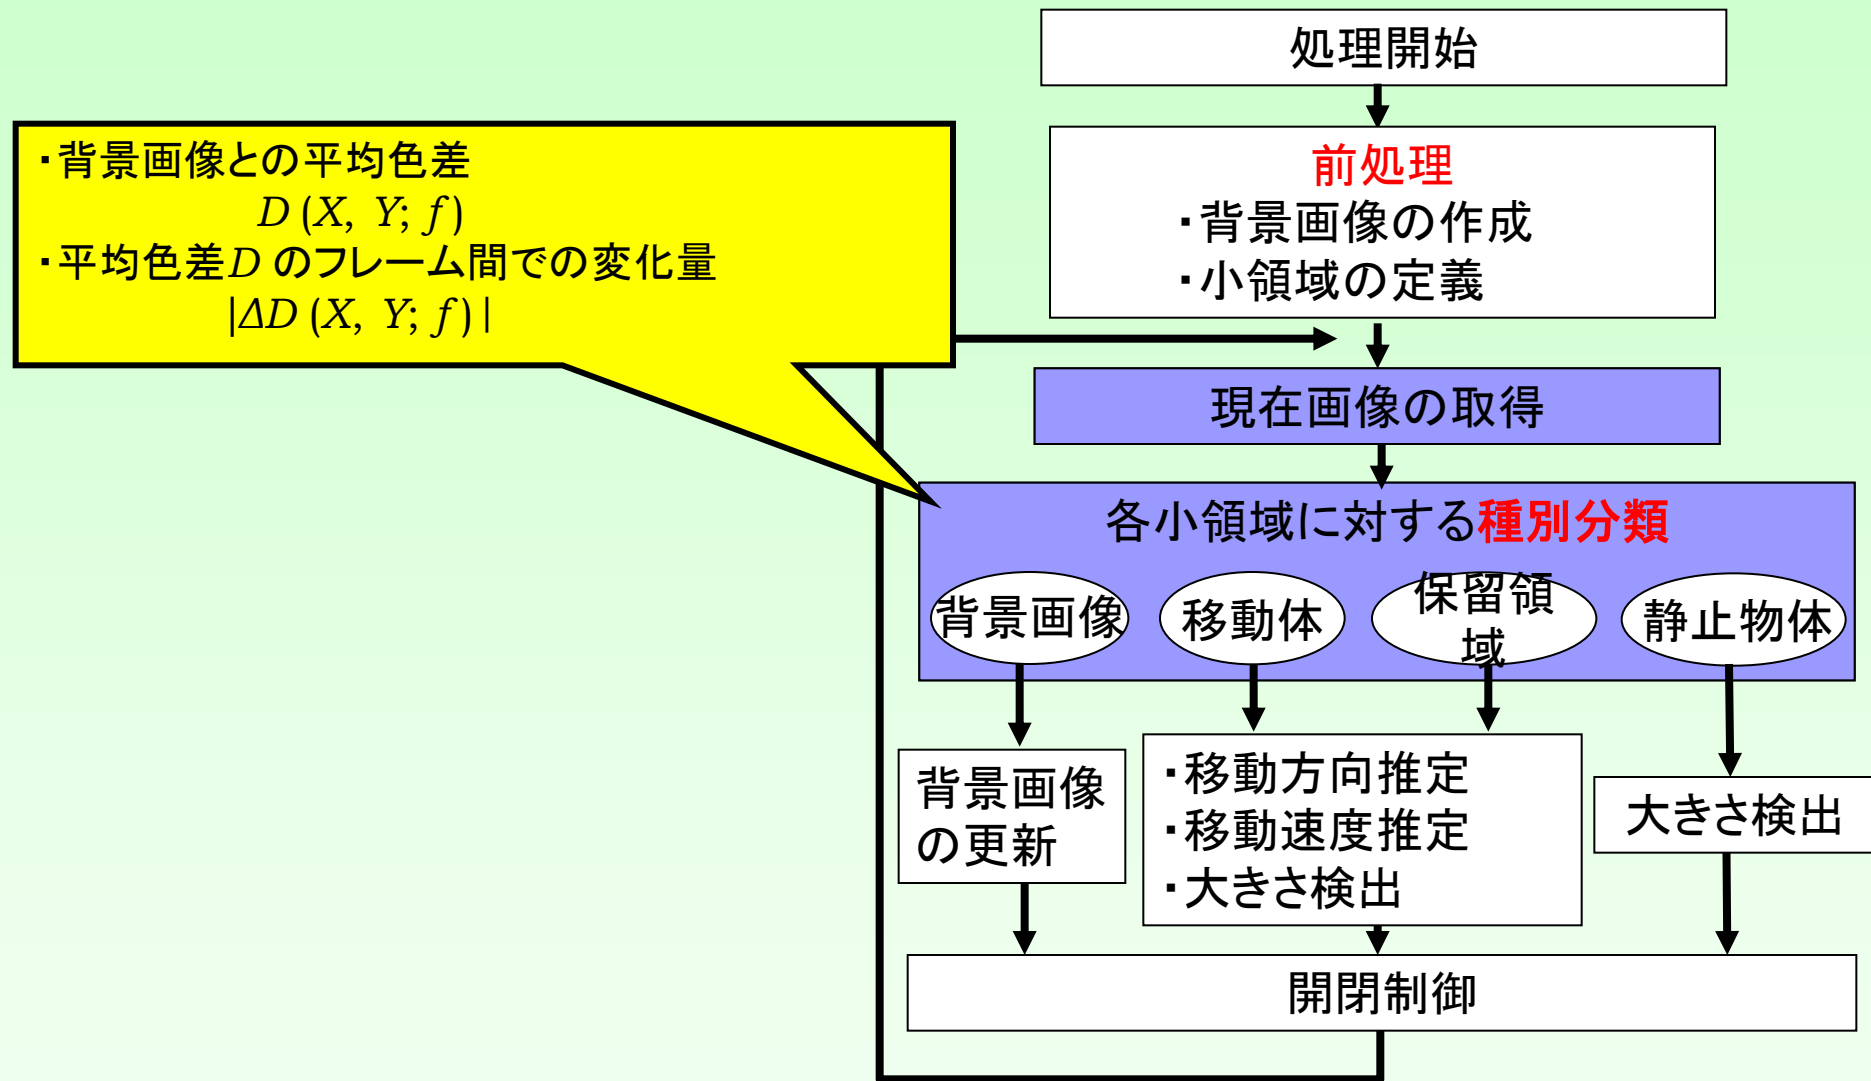 処理開始
・背景画像との平均色差
D (X, Y; f)
・平均色差D のフレーム間での変化量
|ΔD (X, Y; f) |
前処理
・背景画像の作成
・小領域の定義
現在画像の取得
各小領域に対する種別分類
背景画像
移動体
保留領
域
静止物体
背景画像
の更新
・移動方向推定
・移動速度推定
・大きさ検出
大きさ検出
開閉制御